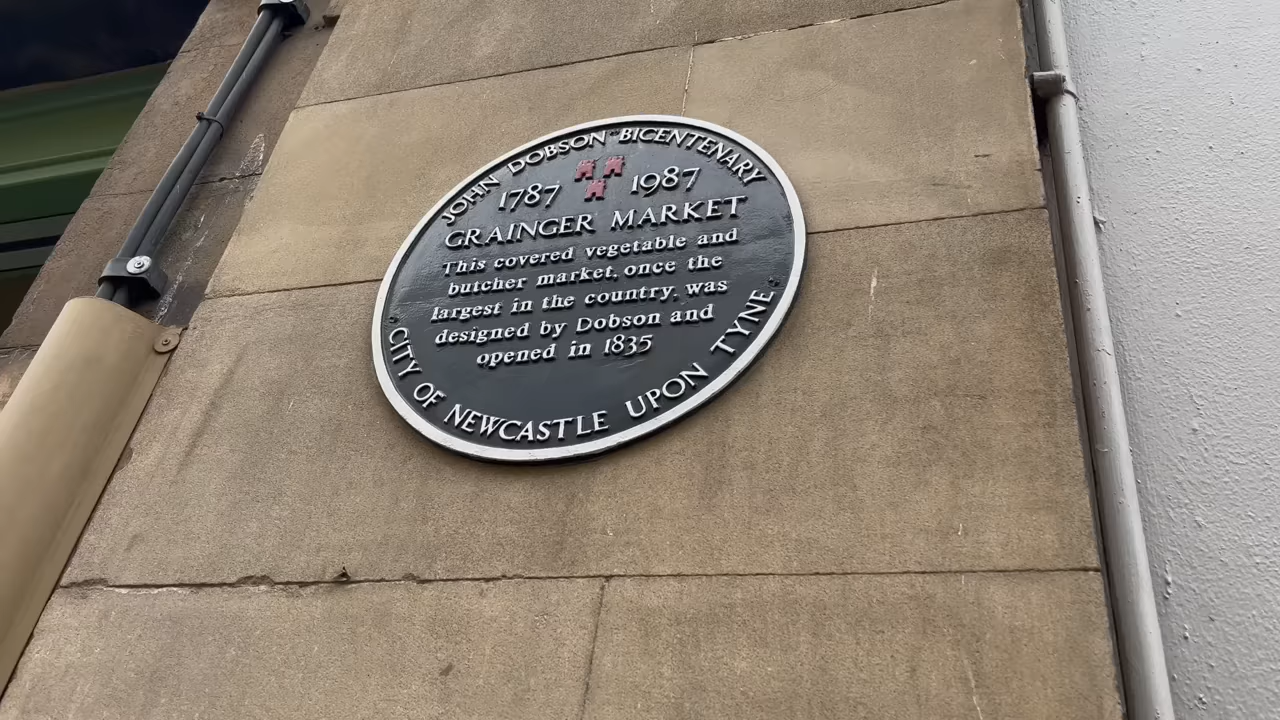 JOHN DOBSON BICENTENARY
1787 1987
GRAINGER MARKET
This covered vegetable and
butcher market, once the
largest in the country, was
designed by Dobson and
opened in 1835
CITY OF NEWCASTLE UPON TYNE